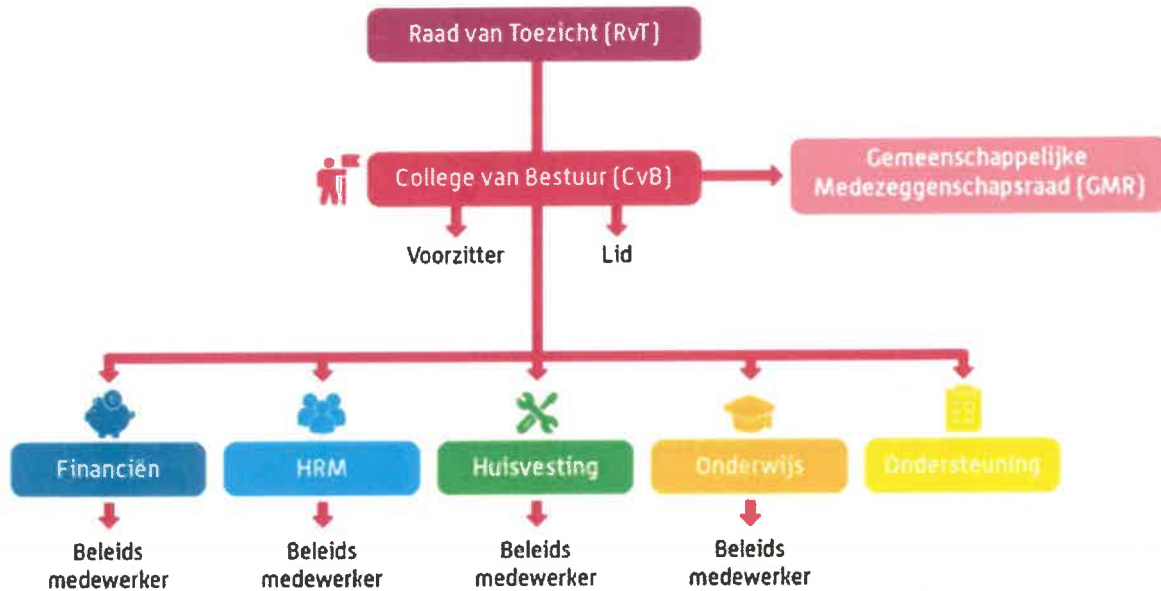 Raad van Toezicht (RvT)
College van Bestuur (CvB)
Gemeenschappelijke
Medezeggenschapsraad (GMR)
Voorzitter
Lid
Financiën
HRM
Huisvesting
Onderwijs
Ondersteuning
Beleids
medewerker
Beleids
medewerker
Beleids
medewerker
Beleids
medewerker